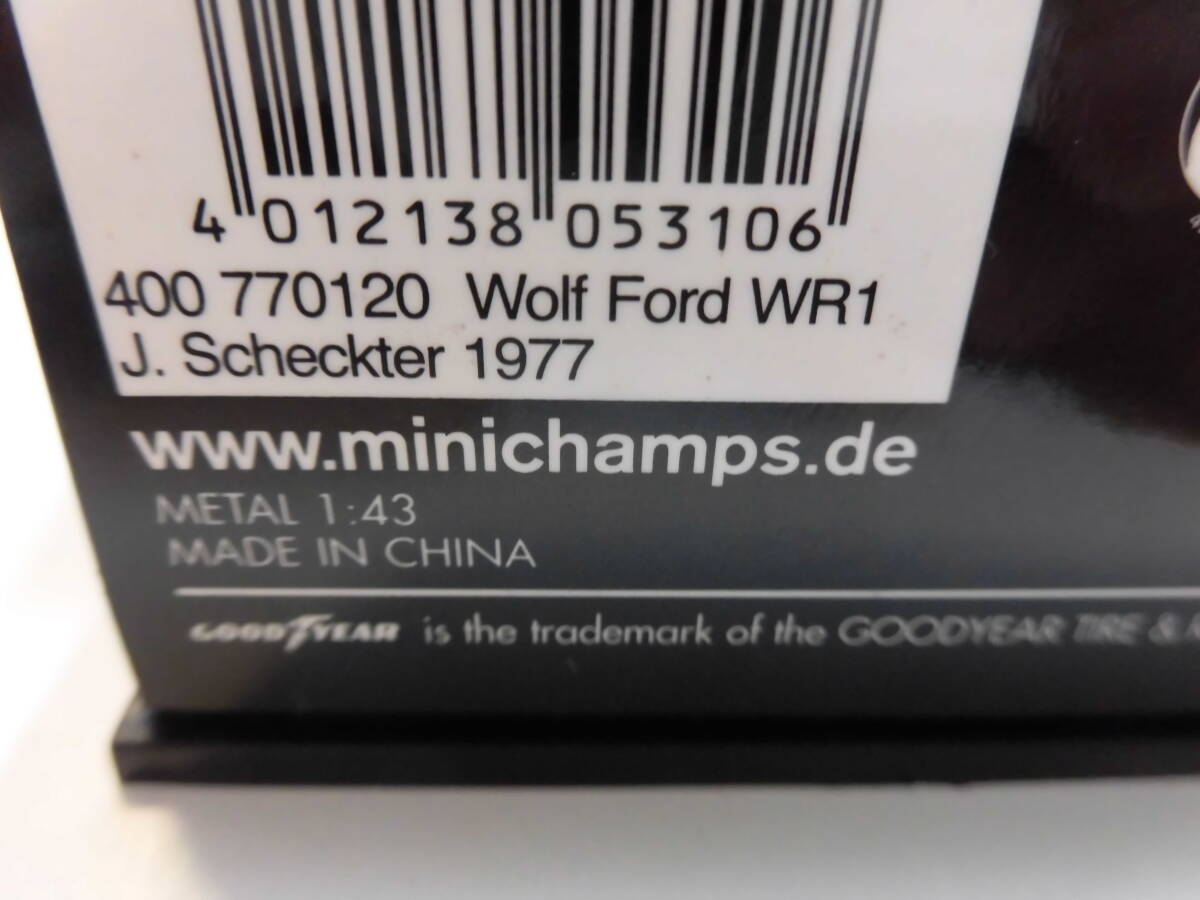 4 012138 053106
400 770120 Wolf Ford WR1
J. Scheckter 1977
www.minichamps.de
METAL 1:43
MADE IN CHINA
GOODYEAR is the trademark of the GOODYEAR TIRE &